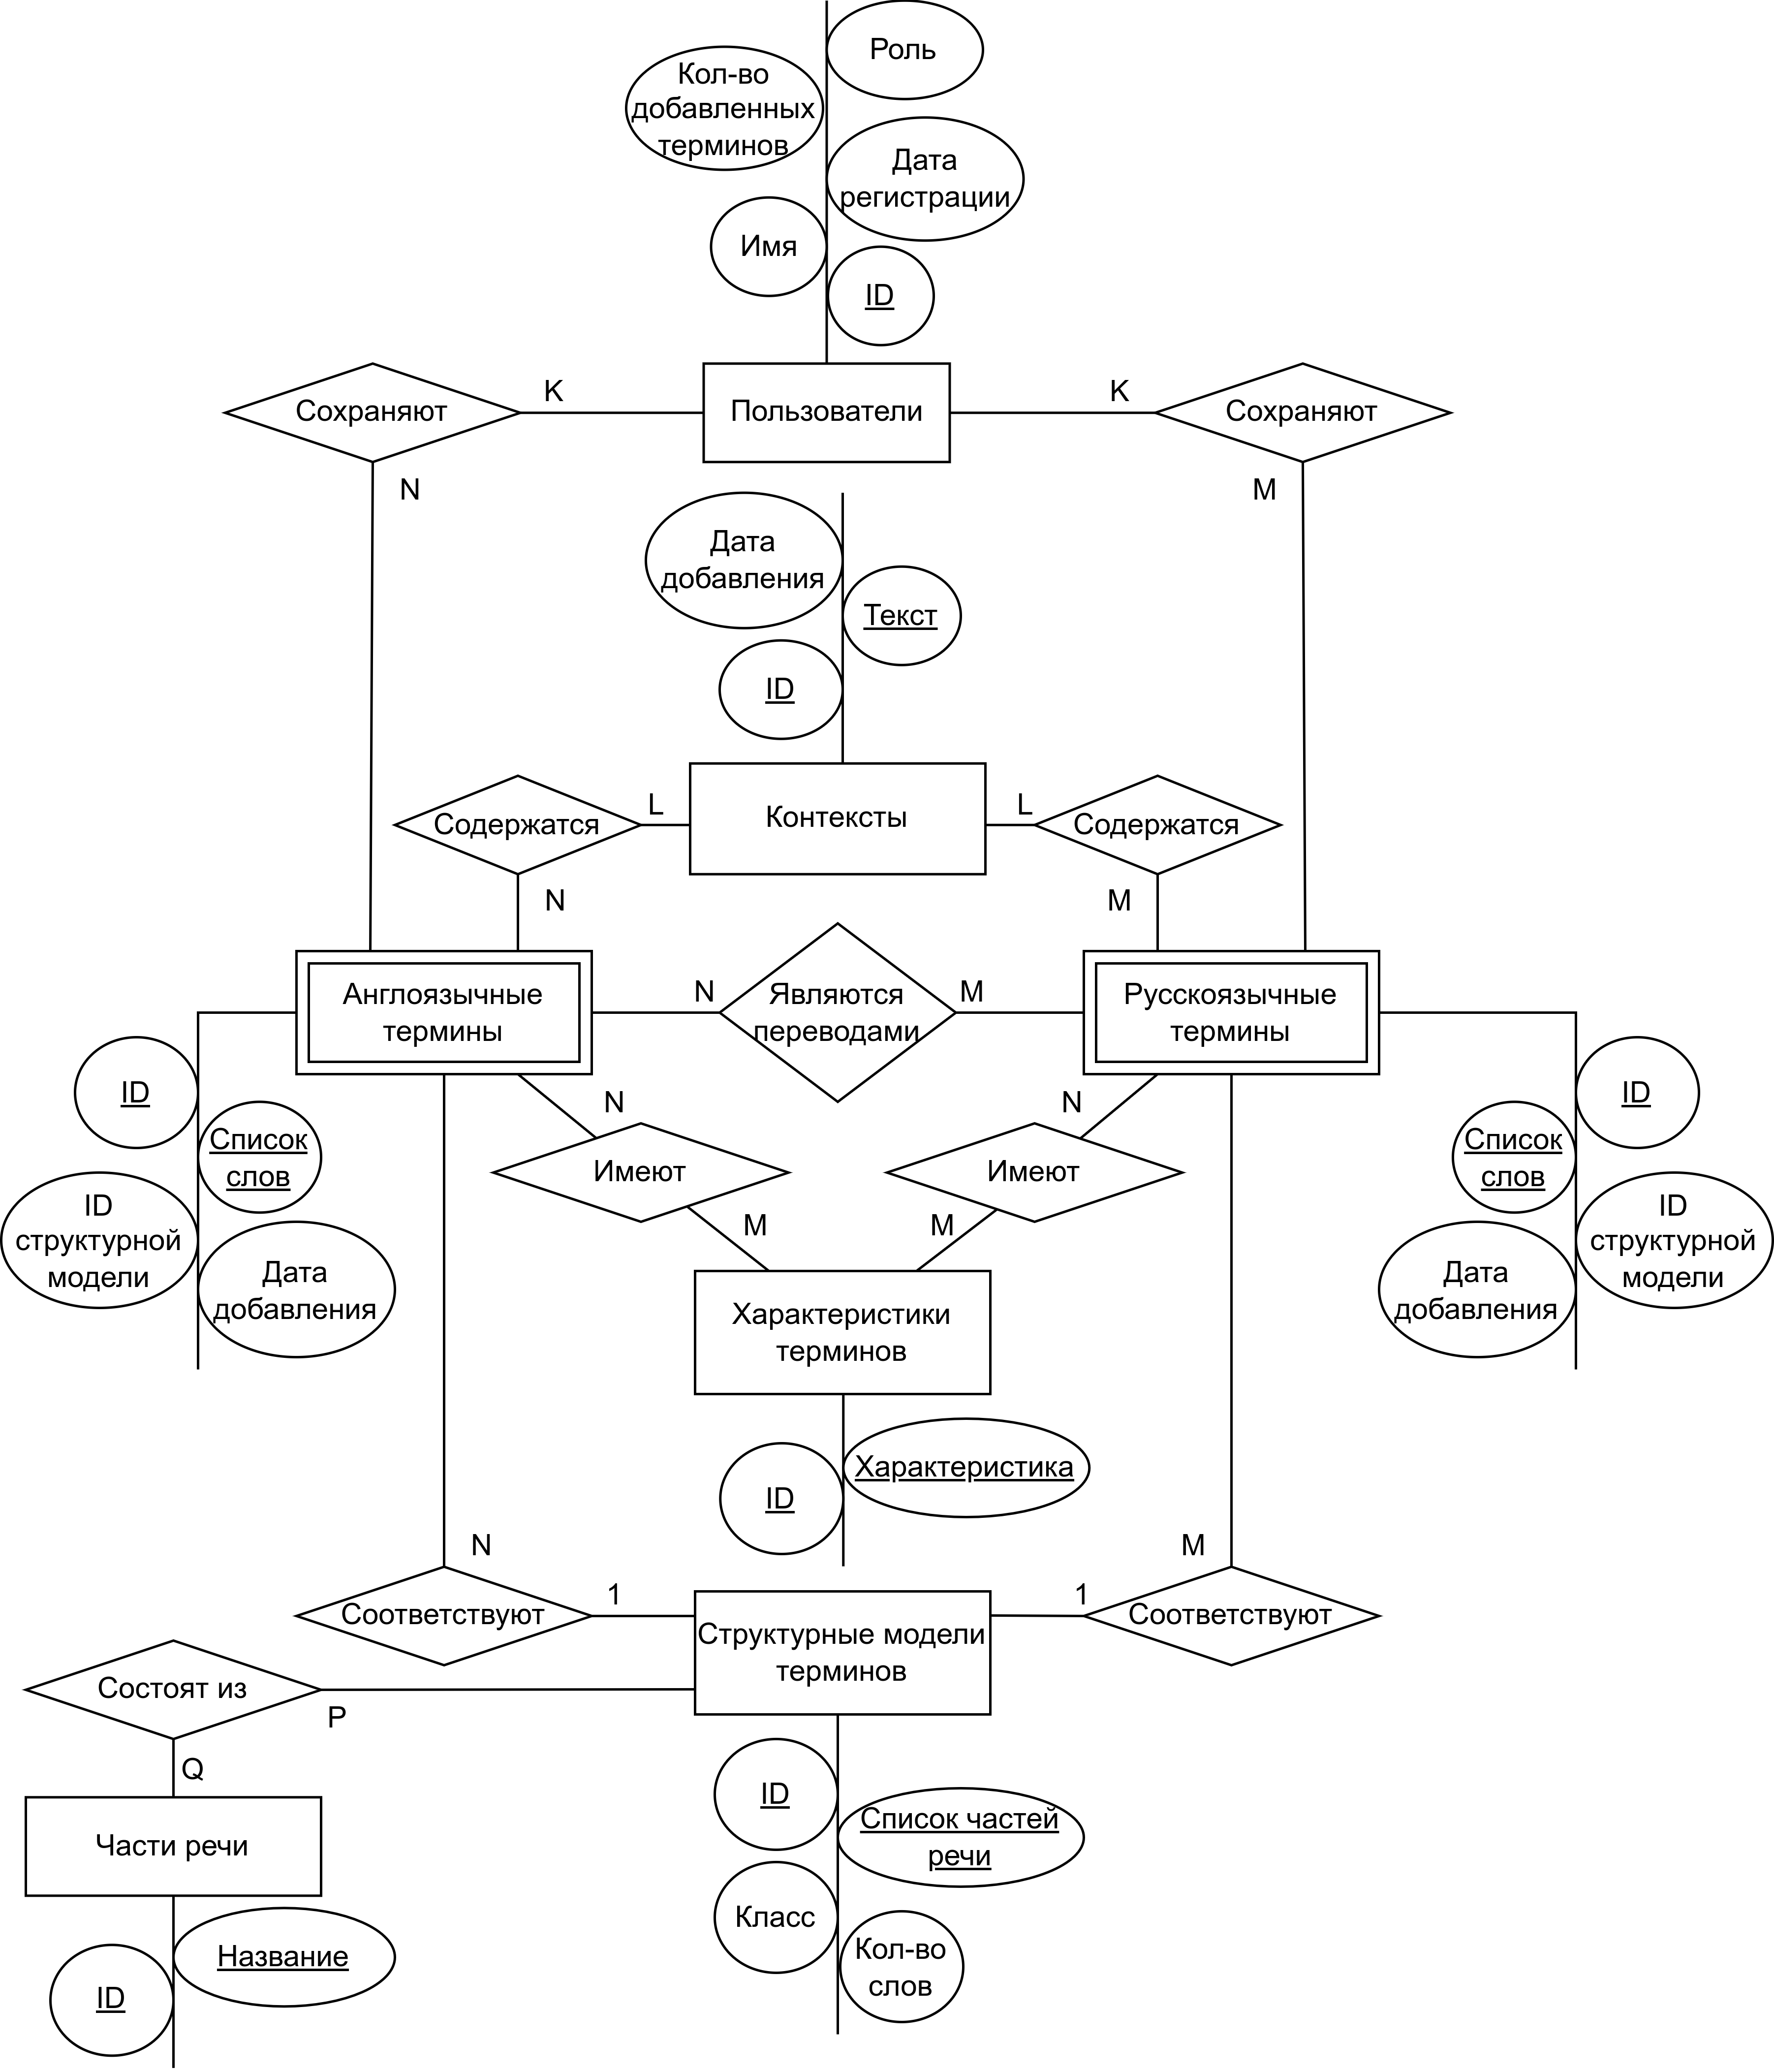 Роль
Кол-во
добавленных
терминов
Дата
регистрации
Имя
ID
Сохраняют
K
Пользователи
K
Сохраняют
N
M
Дата
добавления
Текст
ID
Содержатся
L
Контексты
L
Содержатся
N
M
Англоязычные
термины
N
Являются
переводами
M
Русскоязычные
термины
ID
Список
слов
ID
структурной
модели
Дата
добавления
N
Имеют
M
N
Имеют
M
ID
Список
слов
ID
структурной
модели
Дата
добавления
Характеристики
терминов
Характеристика
ID
N
M
Соответствуют
1
Структурные модели
терминов
1
Соответствуют
Состоят из
P
Q
Части речи
Название
ID
ID
Список частей
речи
Класс
Кол-во
слов